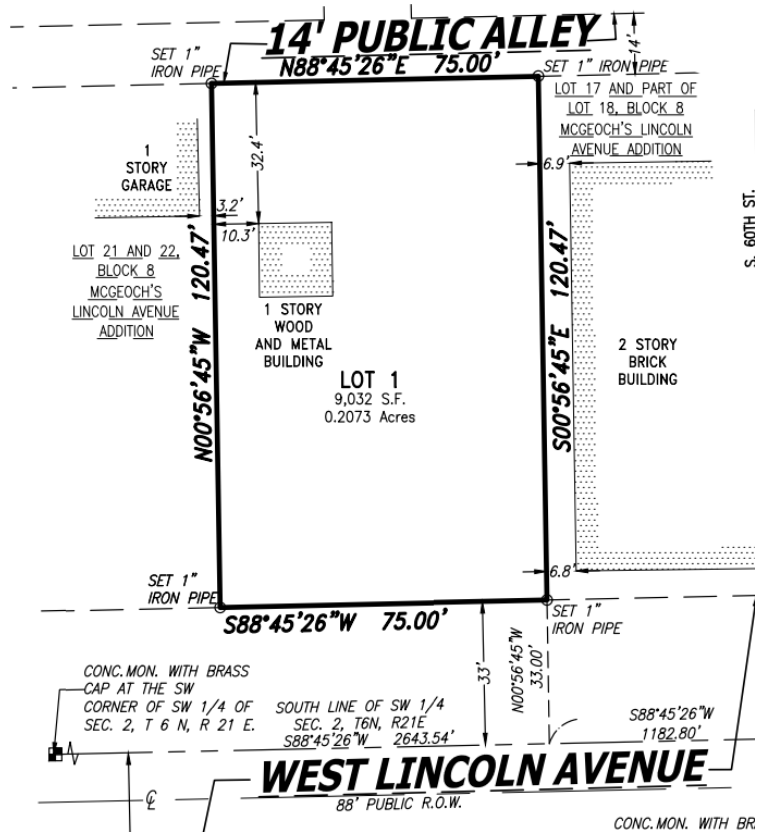 14' PUBLIC ALLEY
SET 1"
IRON PIPE
N88°45'26"E 75.00'
SET 1" IRON PIPE
14'
LOT 17 AND PART OF
LOT 18, BLOCK 8
MCGEOCH'S LINCOLN
AVENUE ADDITION
1
STORY
GARAGE
32.4'
6.9'
3.2'
10.3'
S. 60TH ST.
LOT 21 AND 22,
BLOCK 8
MCGEOCH'S
LINCOLN AVENUE
ADDITION
N00°56'45"W 120.47'
1 STORY
WOOD
AND METAL
BUILDING
S00°56'45"E 120.47'
2 STORY
BRICK
BUILDING
LOT 1
9,032 S.F.
0.2073 Acres
6.8'
SET 1"
IRON PIPE
S88°45'26"W 75.00'
SET 1"
IRON PIPE
33'
N00°56'45"W
33.00'
CONC.MON. WITH BRASS
CAP AT THE SW
CORNER OF SW 1/4 OF
SEC. 2, T 6 N, R 21 E.
SOUTH LINE OF SW 1/4
SEC. 2, T6N, R21E
S88°45'26"W 2643.54'
S88°45'26"W
1182.80'
WEST LINCOLN AVENUE
℄
88' PUBLIC R.O.W.
CONC.MON. WITH BR